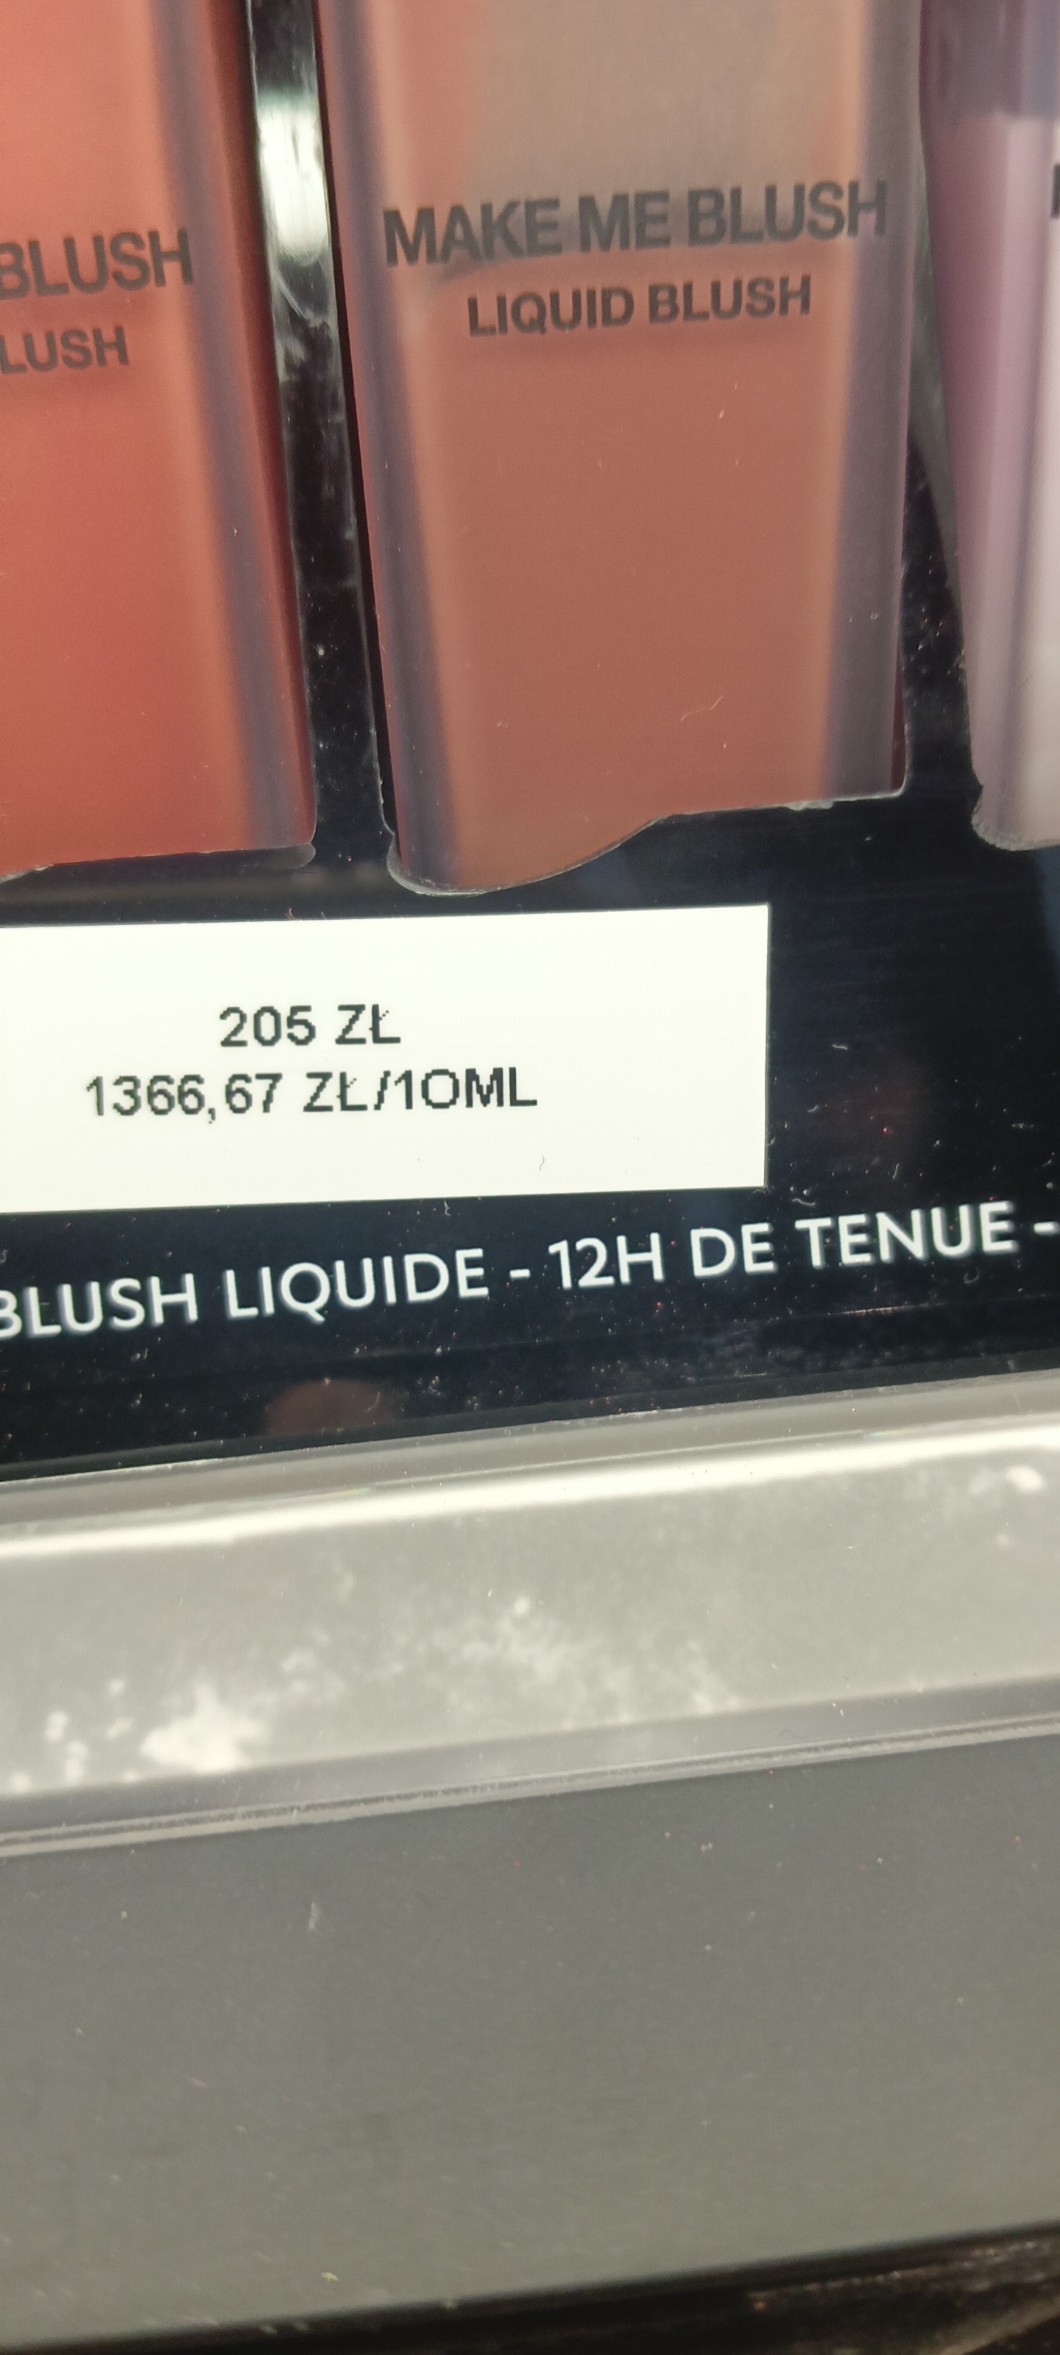 BLUSH
LUSH
MAKE ME BLUSH
LIQUID BLUSH
205 ZŁ
1366,67 ZŁ/10ML
BLUSH LIQUIDE - 12H DE TENUE -